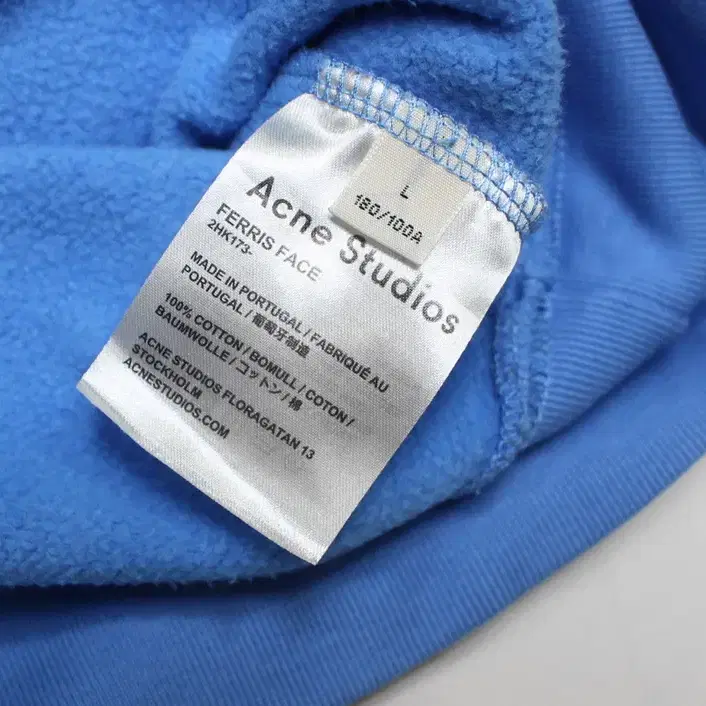 L
180/100A
Acne Studios
FERRIS FACE
2HK173-
MADE IN PORTUGAL / FABRIQUÉ AU
PORTUGAL / 葡萄牙制造
100% COTTON / BOMULL / COTON /
BAUMWOLLE / コットン / 棉
ACNE STUDIOS FLORAGATAN 13
STOCKHOLM
ACNESTUDIOS.COM